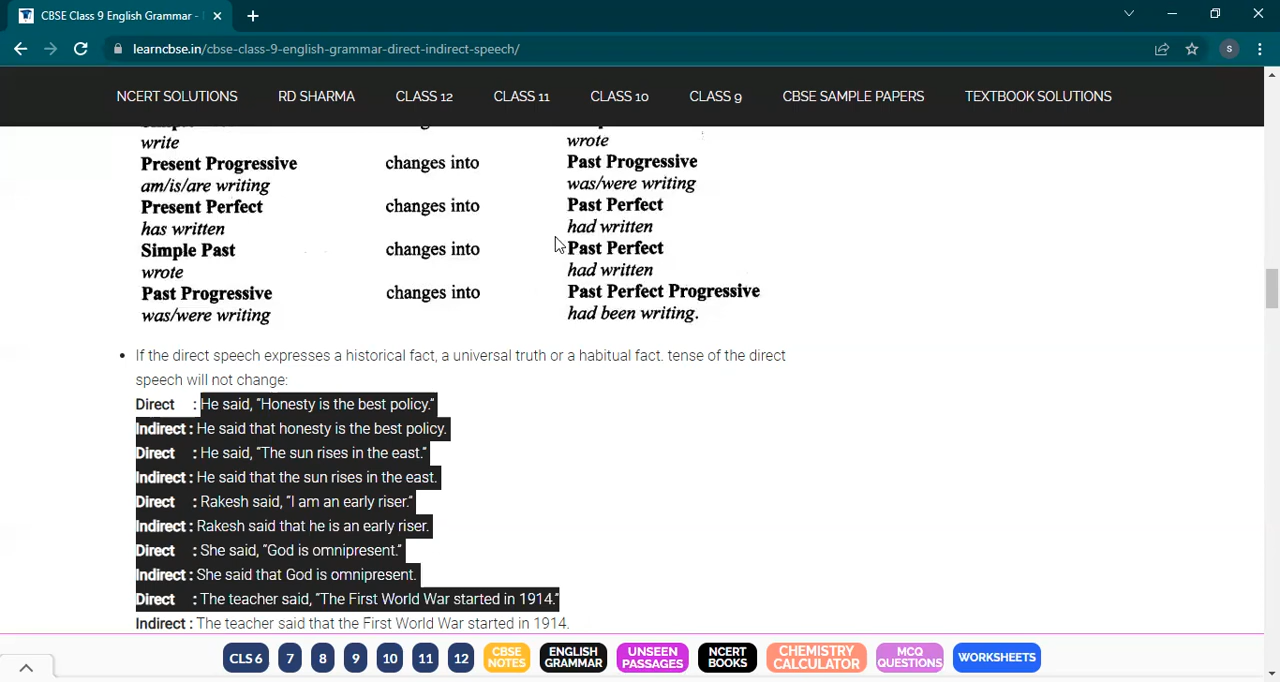 CBSE Class 9 English Grammar -
learncbse.in/cbse-class-9-english-grammar-direct-indirect-speech/
S
NCERT SOLUTIONS RD SHARMA CLASS 12 CLASS 11 CLASS 10 CLASS 9 CBSE SAMPLE PAPERS TEXTBOOK SOLUTIONS
write wrote
Present Progressive changes into Past Progressive
am/is/are writing was/were writing
Present Perfect changes into Past Perfect
has written had written
Simple Past changes into Past Perfect
wrote had written
Past Progressive changes into Past Perfect Progressive
was/were writing had been writing.
• If the direct speech expresses a historical fact, a universal truth or a habitual fact. tense of the direct
speech will not change:
Direct : He said, “Honesty is the best policy.”
Indirect : He said that honesty is the best policy.
Direct : He said, “The sun rises in the east.”
Indirect : He said that the sun rises in the east.
Direct : Rakesh said, “I am an early riser.”
Indirect : Rakesh said that he is an early riser.
Direct : She said, “God is omnipresent.”
Indirect : She said that God is omnipresent.
Direct : The teacher said, “The First World War started in 1914.”
Indirect : The teacher said that the First World War started in 1914.
CLS 6 7 8 9 10 11 12 CBSE NOTES ENGLISH GRAMMAR UNSEEN PASSAGES NCERT BOOKS CHEMISTRY CALCULATOR MCQ QUESTIONS WORKSHEETS